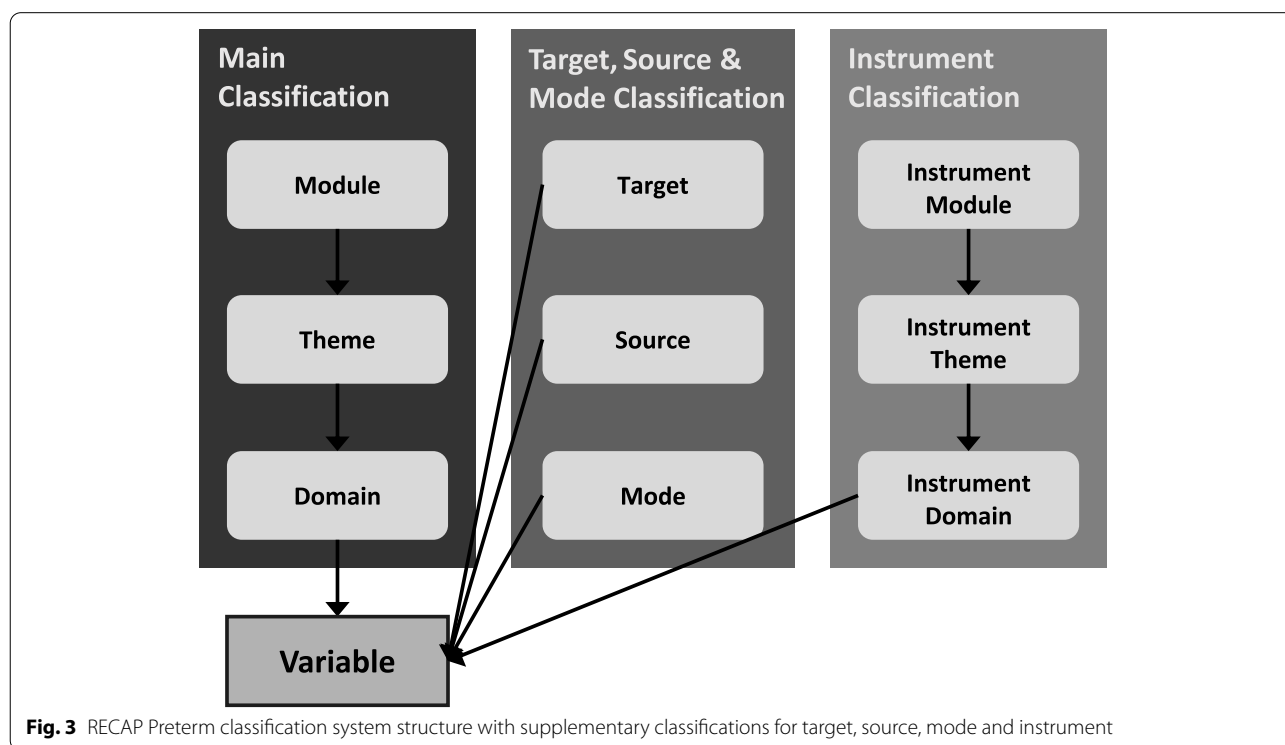 Main
Classification
Module
Theme
Domain
Target, Source &
Mode Classification
Target
Source
Mode
Instrument
Classification
Instrument
Module
Instrument
Theme
Instrument
Domain
Variable
Fig. 3 RECAP Preterm classification system structure with supplementary classifications for target, source, mode and instrument